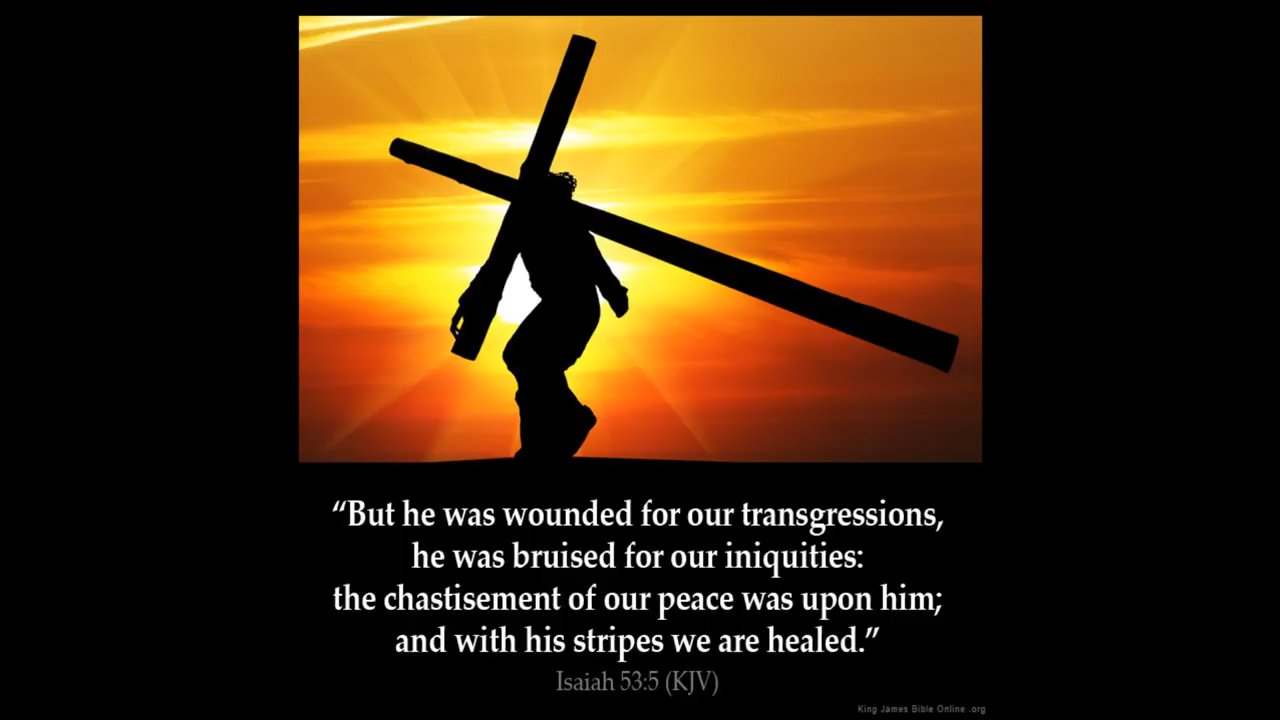 “But he was wounded for our transgressions,
he was bruised for our iniquities:
the chastisement of our peace was upon him;
and with his stripes we are healed.”
Isaiah 53:5 (KJV)
King James Bible Online .org